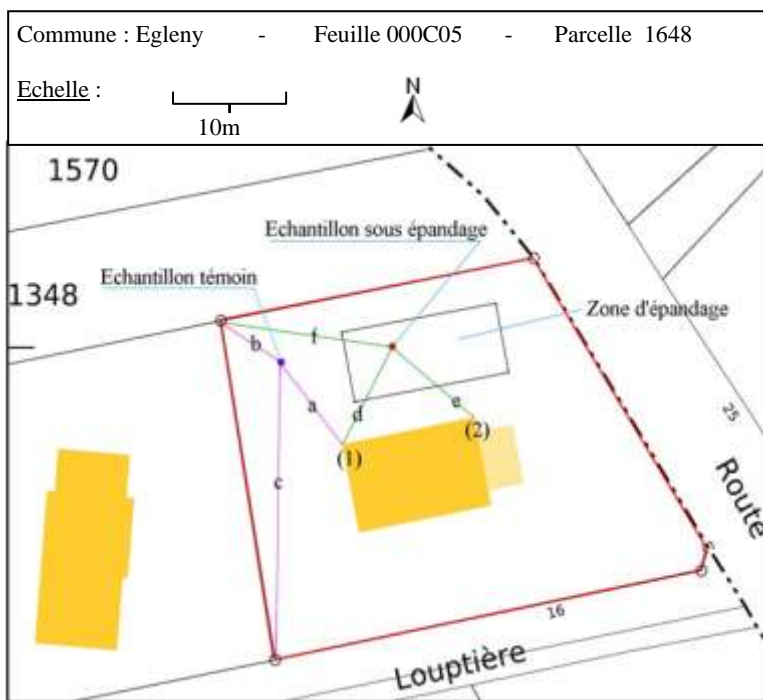 Commune : Egleny - Feuille 000C05 - Parcelle 1648
Echelle :
N
10m
1570
Echantillon sous épandage
Echantillon témoin
1348
Zone d'épandage
f
b
a
d
e
(1)
(2)
c
25
Route
16
Louptière